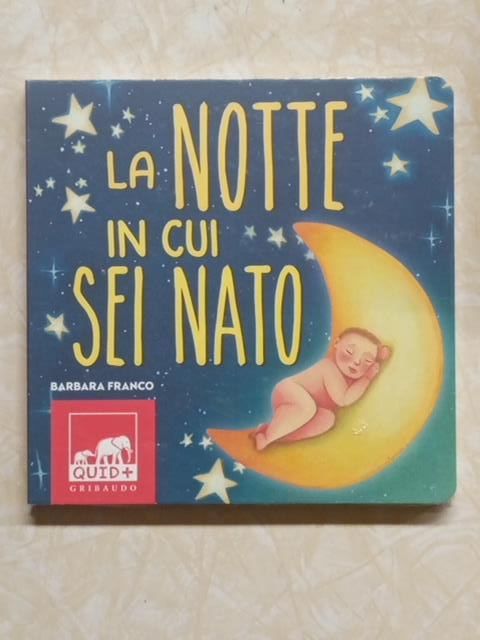 LA NOTTE
IN CUI
SEI NATO
BARBARA FRANCO
QUID+
GRIBAUDO